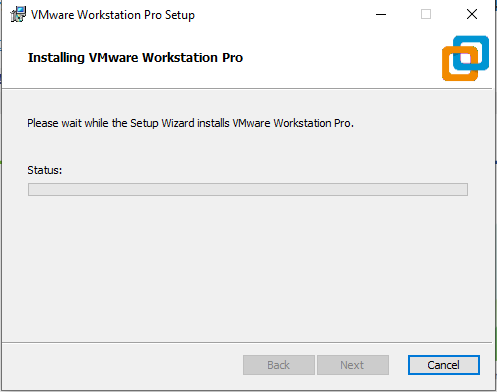 VMware Workstation Pro Setup
Installing VMware Workstation Pro
Please wait while the Setup Wizard installs VMware Workstation Pro.
Status:
Back Next Cancel